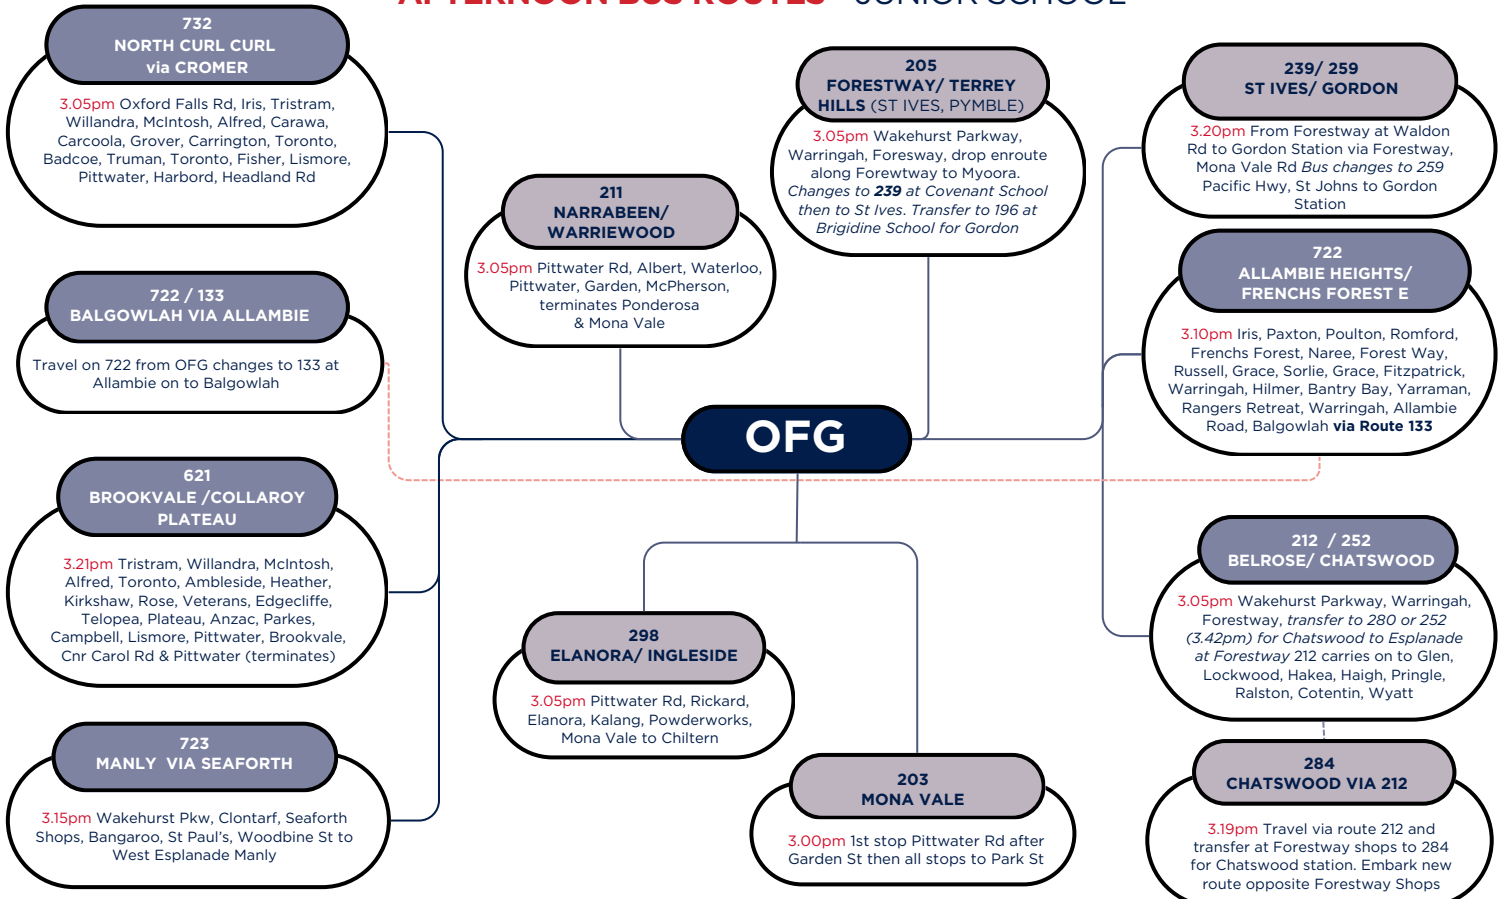 AFTERNOON BUS ROUTES JUNIOR SCHOOL
732
NORTH CURL CURL
via CROMER
3.05pm Oxford Falls Rd, Iris, Tristram,
Willandra, McIntosh, Alfred, Carawa,
Carcoola, Grover, Carrington, Toronto,
Badcoe, Truman, Toronto, Fisher, Lismore,
Pittwater, Harbord, Headland Rd
722 / 133
BALGOWLAH VIA ALLAMBIE
Travel on 722 from OFG changes to 133 at
Allambie on to Balgowlah
621
BROOKVALE /COLLAROY
PLATEAU
3.21pm Tristram, Willandra, McIntosh,
Alfred, Toronto, Ambleside, Heather,
Kirkshaw, Rose, Veterans, Edgecliffe,
Telopea, Plateau, Anzac, Parkes,
Campbell, Lismore, Pittwater, Brookvale,
Cnr Carol Rd & Pittwater (terminates)
723
MANLY VIA SEAFORTH
3.15pm Wakehurst Pkw, Clontarf, Seaforth
Shops, Bangaroo, St Paul's, Woodbine St to
West Esplanade Manly
211
NARRABEEN/
WARRIEWOOD
3.05pm Pittwater Rd, Albert, Waterloo,
Pittwater, Garden, McPherson,
terminates Ponderosa
& Mona Vale
205
FORESTWAY/ TERREY
HILLS (ST IVES, PYMBLE)
3.05pm Wakehurst Parkway,
Warringah, Foresway, drop enroute
along Forewtway to Myoora.
Changes to 239 at Covenant School
then to St Ives. Transfer to 196 at
Brigidine School for Gordon
OFG
298
ELANORA/ INGLESIDE
3.05pm Pittwater Rd, Rickard,
Elanora, Kalang, Powderworks,
Mona Vale to Chiltern
203
MONA VALE
3.00pm 1st stop Pittwater Rd after
Garden St then all stops to Park St
239/ 259
ST IVES/ GORDON
3.20pm From Forestway at Waldon
Rd to Gordon Station via Forestway,
Mona Vale Rd Bus changes to 259
Pacific Hwy, St Johns to Gordon
Station
722
ALLAMBIE HEIGHTS/
FRENCHS FOREST E
3.10pm Iris, Paxton, Poulton, Romford,
Frenchs Forest, Naree, Forest Way,
Russell, Grace, Sorlie, Grace, Fitzpatrick,
Warringah, Hilmer, Bantry Bay, Yarraman,
Rangers Retreat, Warringah, Allambie
Road, Balgowlah via Route 133
212 / 252
BELROSE/ CHATSWOOD
3.05pm Wakehurst Parkway, Warringah,
Forestway, transfer to 280 or 252
(3.42pm) for Chatswood to Esplanade
at Forestway 212 carries on to Glen,
Lockwood, Hakea, Haigh, Pringle,
Ralston, Cotentin, Wyatt
284
CHATSWOOD VIA 212
3.19pm Travel via route 212 and
transfer at Forestway shops to 284
for Chatswood station. Embark new
route opposite Forestway Shops